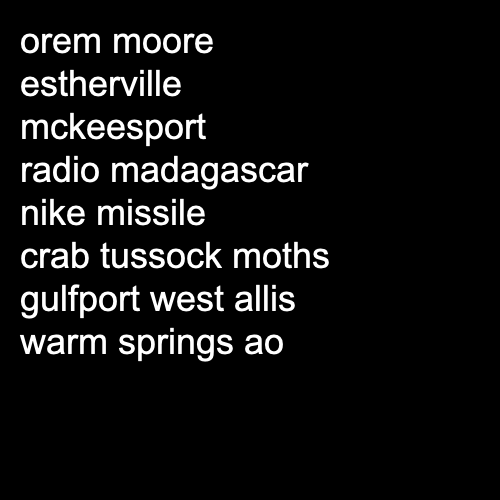 orem moore
estherville
mckeesport
radio madagascar
nike missile
crab tussock moths
gulfport west allis
warm springs ao